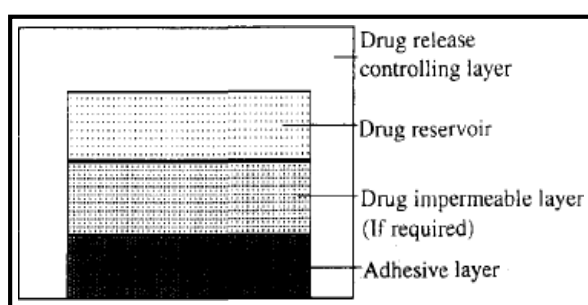 Drug release
controlling layer
Drug reservoir
Drug impermeable layer
(If required)
Adhesive layer